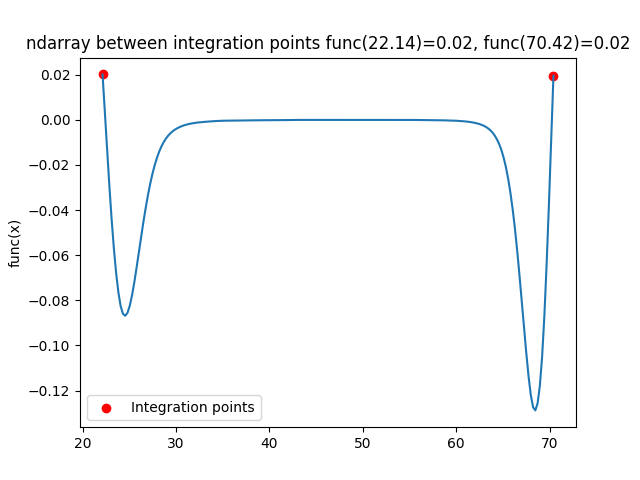 ndarray between integration points func(22.14)=0.02, func(70.42)=0.02
0.02
0.00
−0.02
−0.04
−0.06
−0.08
−0.10
−0.12
func(x)
Integration points
20 30 40 50 60 70